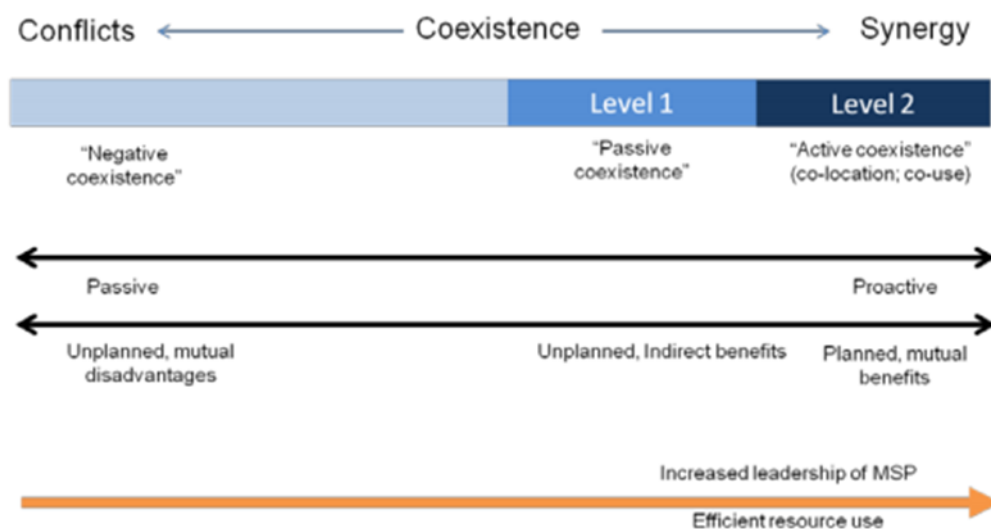 Conflicts Coexistence Synergy
Level 1 Level 2
“Negative “Passive “Active coexistence”
coexistence” coexistence” (co-location; co-use)
Passive Proactive
Unplanned, mutual Unplanned, Indirect benefits Planned, mutual
disadvantages benefits
Increased leadership of MSP
Efficient resource use